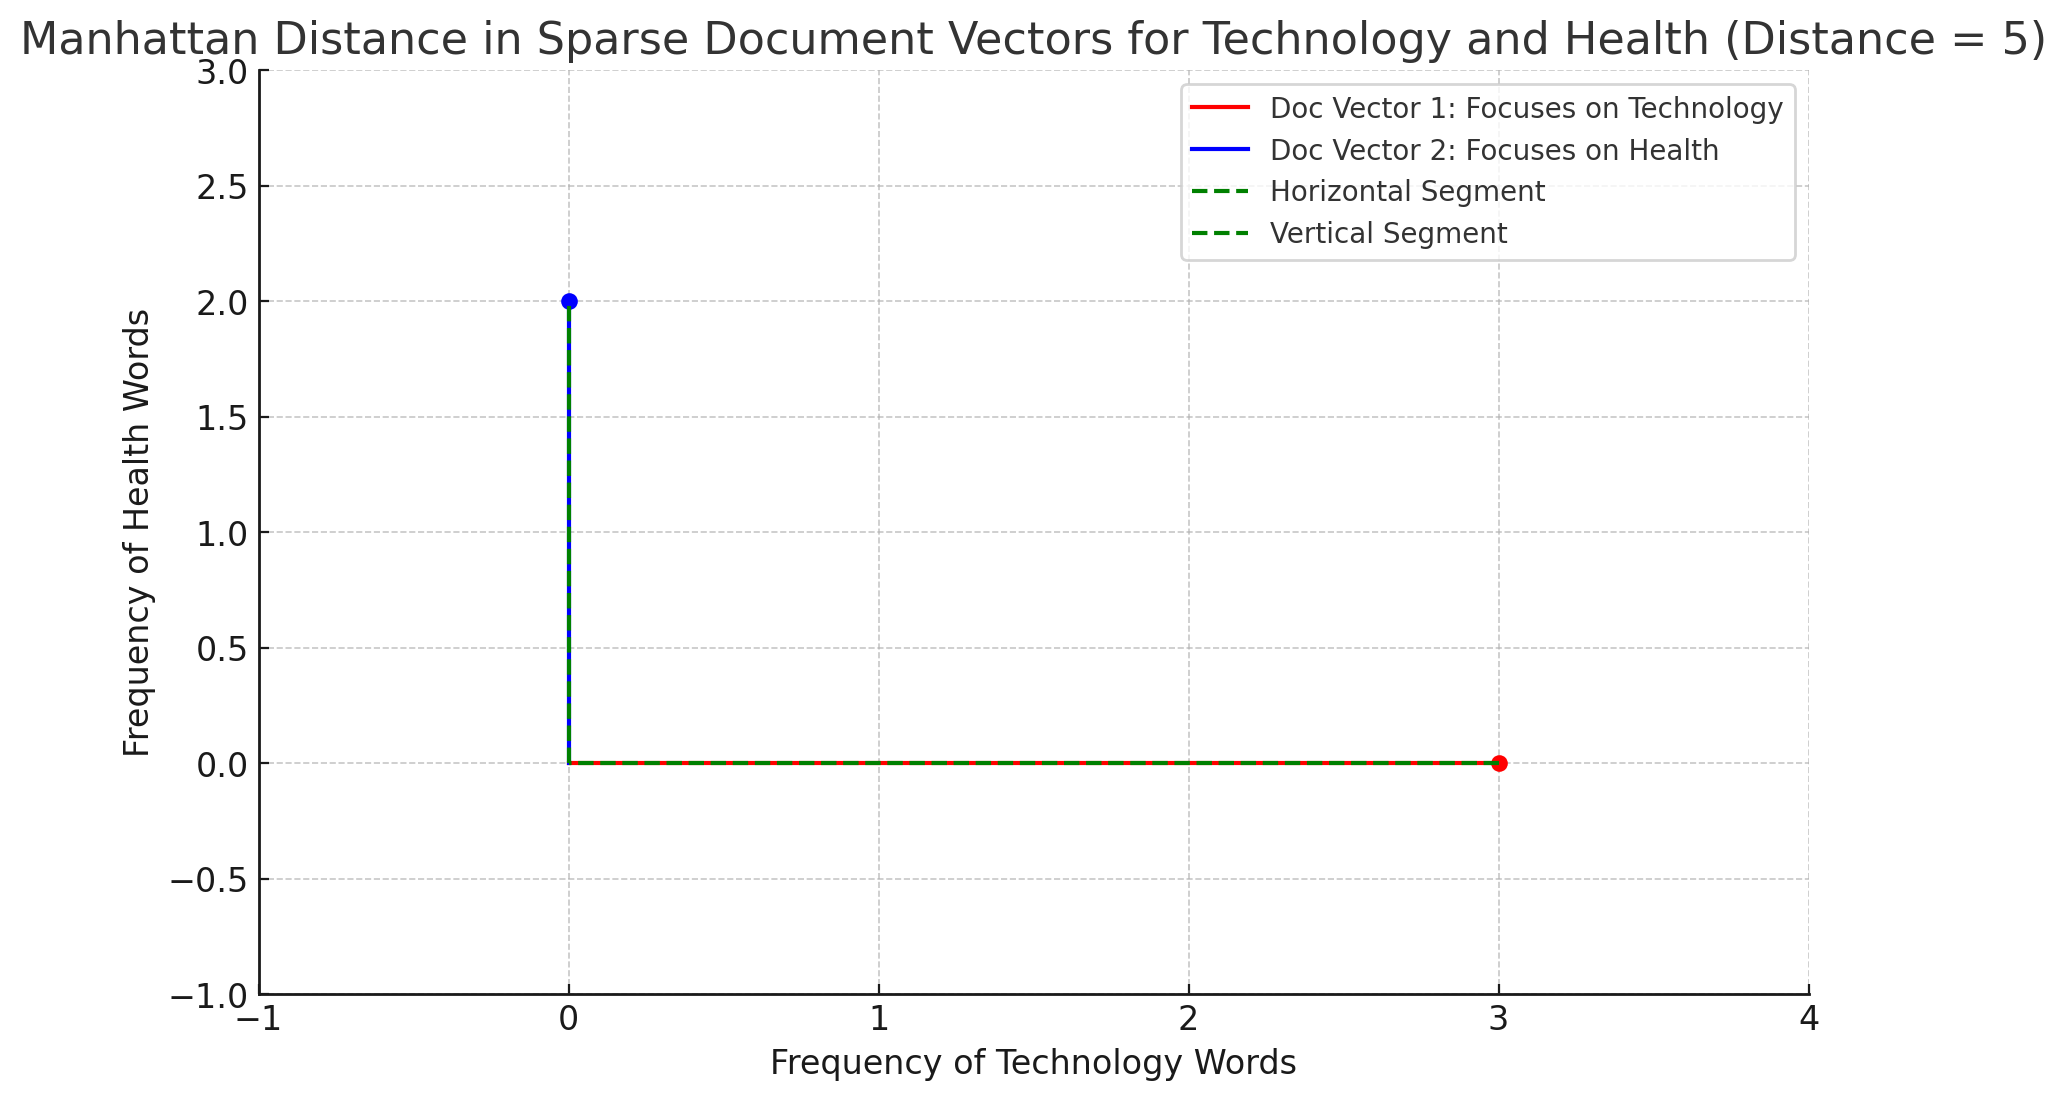 Manhattan Distance in Sparse Document Vectors for Technology and Health (Distance = 5)
Doc Vector 1: Focuses on Technology
Doc Vector 2: Focuses on Health
Horizontal Segment
Vertical Segment
Frequency of Health Words
3.0
2.5
2.0
1.5
1.0
0.5
0.0
−0.5
−1.0
−1
0
1
2
3
4
Frequency of Technology Words